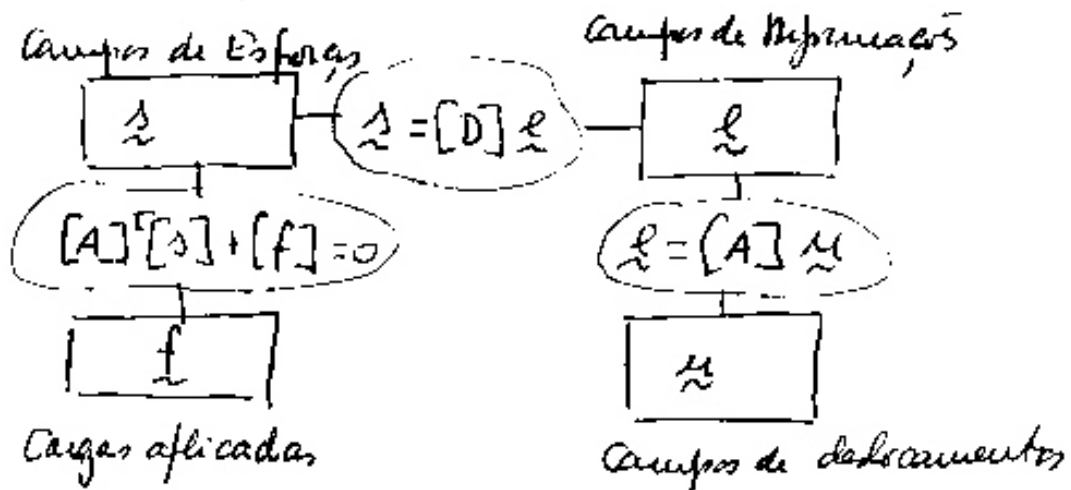 Campos de Esforços
Campos de Deformações
s
s = [D] e
e
[A]ᵀ[s] + [f] = 0
e = [A] u
f
u
Cargas aplicadas
Campos de deslocamentos